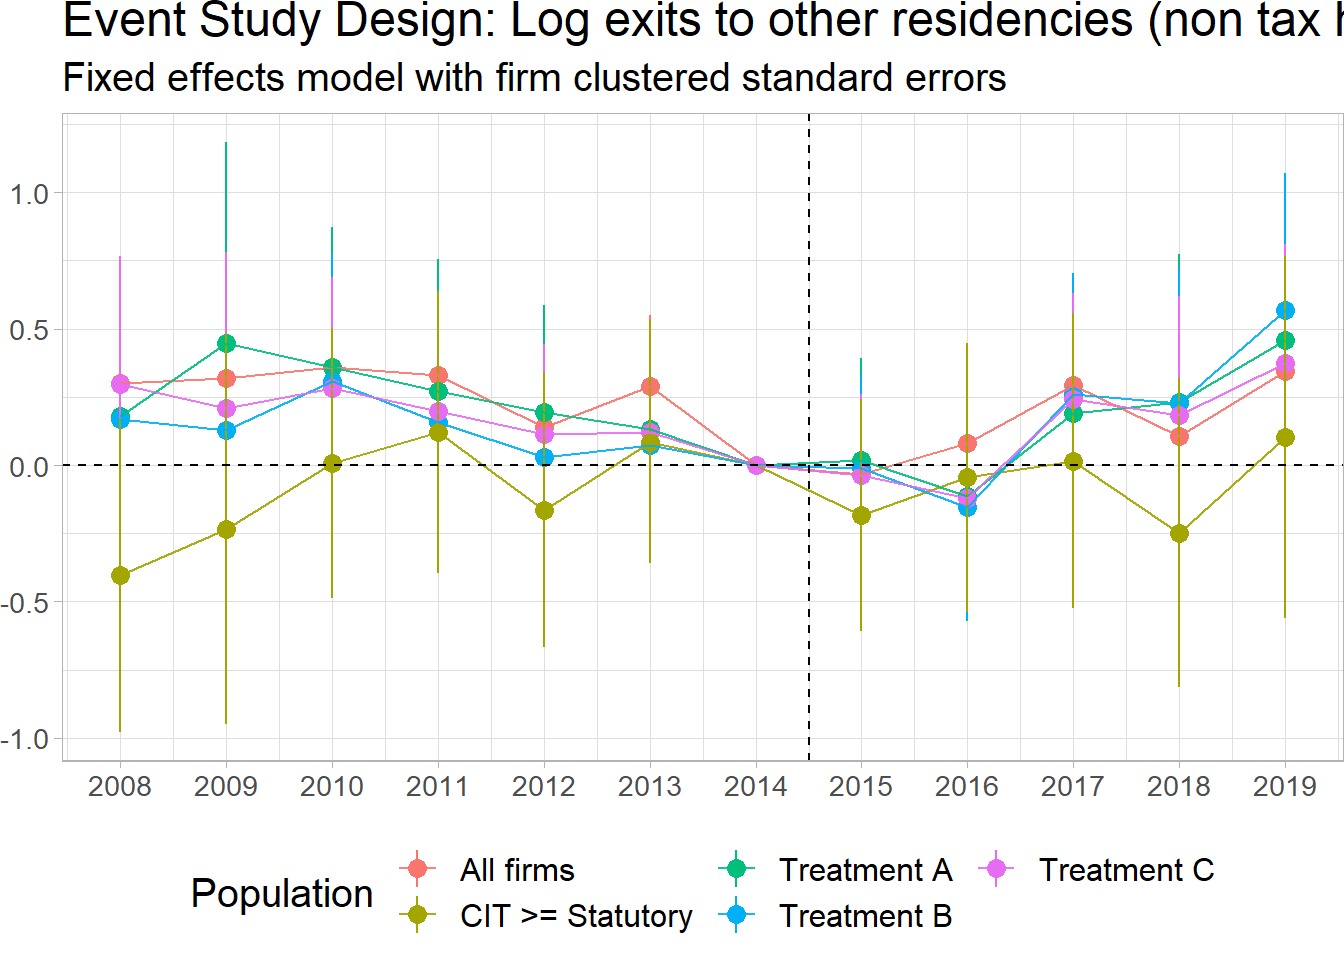 Event Study Design: Log exits to other residencies (non tax
Fixed effects model with firm clustered standard errors
1.0
0.5
0.0
-0.5
-1.0
2008 2009 2010 2011 2012 2013 2014 2015 2016 2017 2018 2019
Population
All firms
CIT >= Statutory
Treatment A
Treatment B
Treatment C